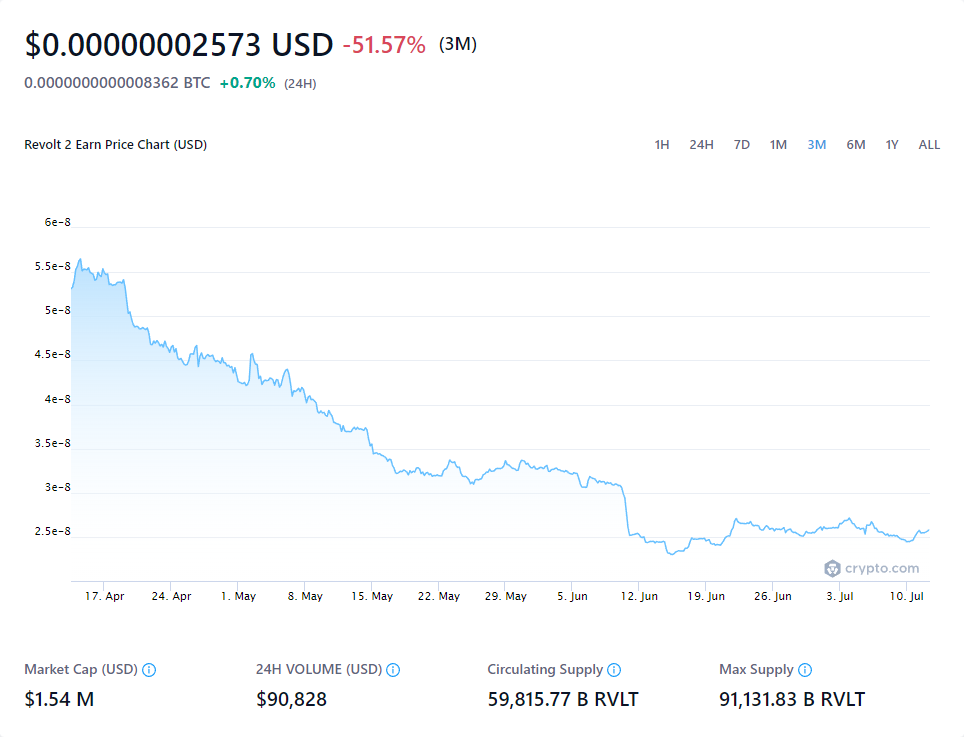 $0.00000002573 USD -51.57% (3M)
0.0000000000008362 BTC +0.70% (24H)
Revolt 2 Earn Price Chart (USD) 1H 24H 7D 1M 3M 6M 1Y ALL
6e-8
5.5e-8
5e-8
4.5e-8
4e-8
3.5e-8
3e-8
2.5e-8
crypto.com
17. Apr 24. Apr 1. May 8. May 15. May 22. May 29. May 5. Jun 12. Jun 19. Jun 26. Jun 3. Jul 10. Jul
Market Cap (USD) 24H VOLUME (USD) Circulating Supply Max Supply
$1.54 M $90,828 59,815.77 B RVLT 91,131.83 B RVLT